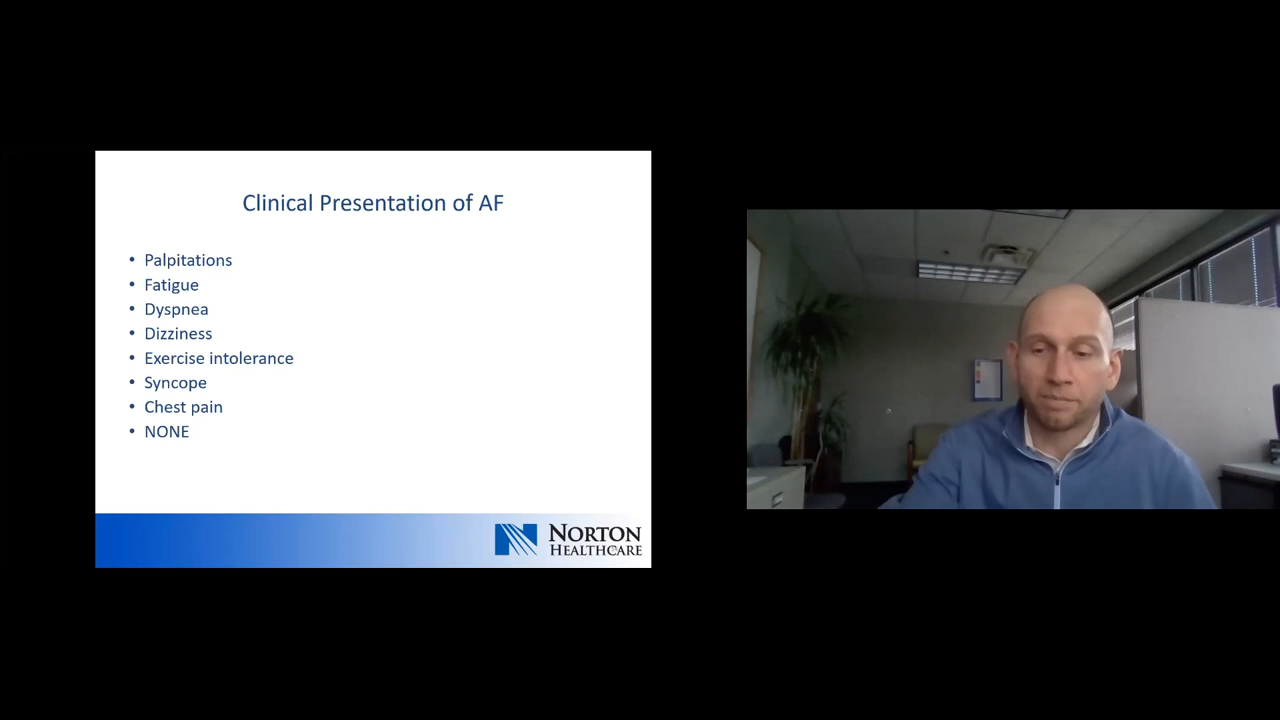 Clinical Presentation of AF
• Palpitations
• Fatigue
• Dyspnea
• Dizziness
• Exercise intolerance
• Syncope
• Chest pain
• NONE
NORTON
HEALTHCARE